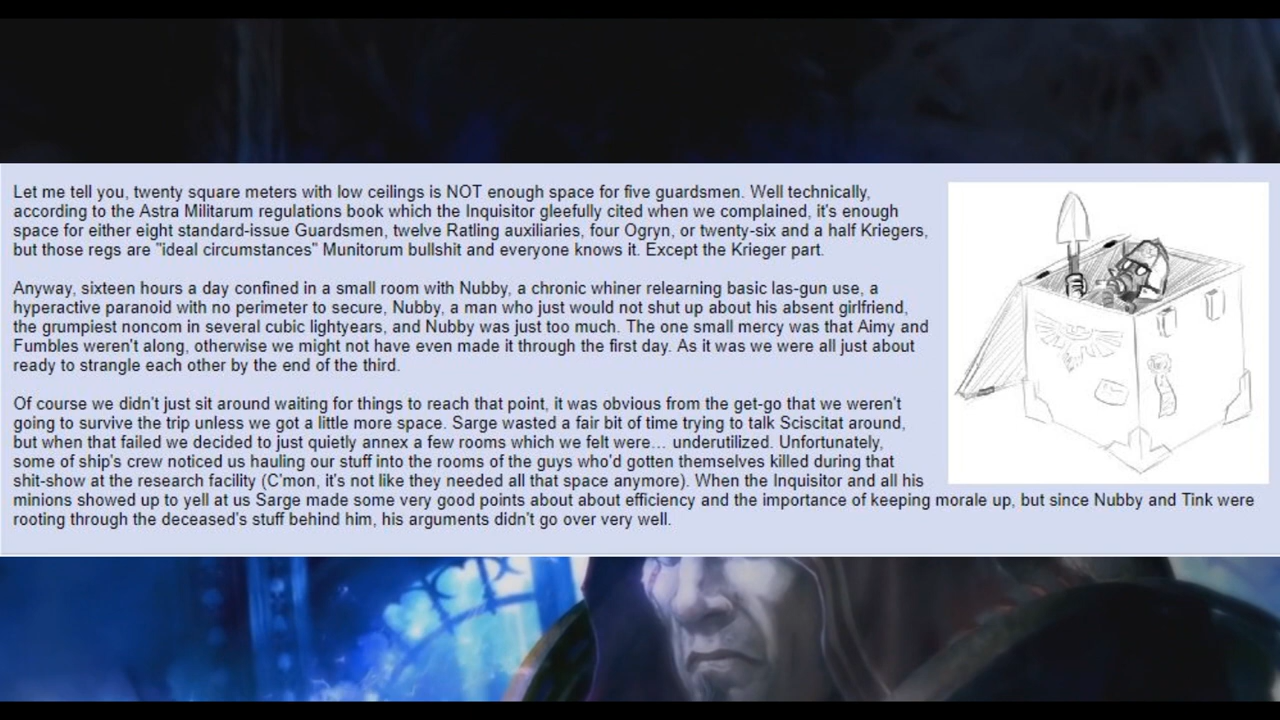 Let me tell you, twenty square meters with low ceilings is NOT enough space for five guardsmen. Well technically,
according to the Astra Militarum regulations book which the Inquisitor gleefully cited when we complained, it's enough
space for either eight standard-issue Guardsmen, twelve Ratling auxiliaries, four Ogryn, or twenty-six and a half Kriegers,
but those regs are "ideal circumstances" Munitorum bullshit and everyone knows it. Except the Krieger part.
Anyway, sixteen hours a day confined in a small room with Nubby, a chronic whiner relearning basic las-gun use, a
hyperactive paranoid with no perimeter to secure, Nubby, a man who just would not shut up about his absent girlfriend,
the grumpiest noncom in several cubic lightyears, and Nubby was just too much. The one small mercy was that Aimy and
Fumbles weren't along, otherwise we might not have even made it through the first day. As it was we were all just about
ready to strangle each other by the end of the third.
Of course we didn't just sit around waiting for things to reach that point, it was obvious from the get-go that we weren't
going to survive the trip unless we got a little more space. Sarge wasted a fair bit of time trying to talk Sciscitat around,
but when that failed we decided to just quietly annex a few rooms which we felt were... underutilized. Unfortunately,
some of ship's crew noticed us hauling our stuff into the rooms of the guys who'd gotten themselves killed during that
shit-show at the research facility (C'mon, it's not like they needed all that space anymore). When the Inquisitor and all his
minions showed up to yell at us Sarge made some very good points about about efficiency and the importance of keeping morale up, but since Nubby and Tink were
rooting through the deceased's stuff behind him, his arguments didn't go over very well.